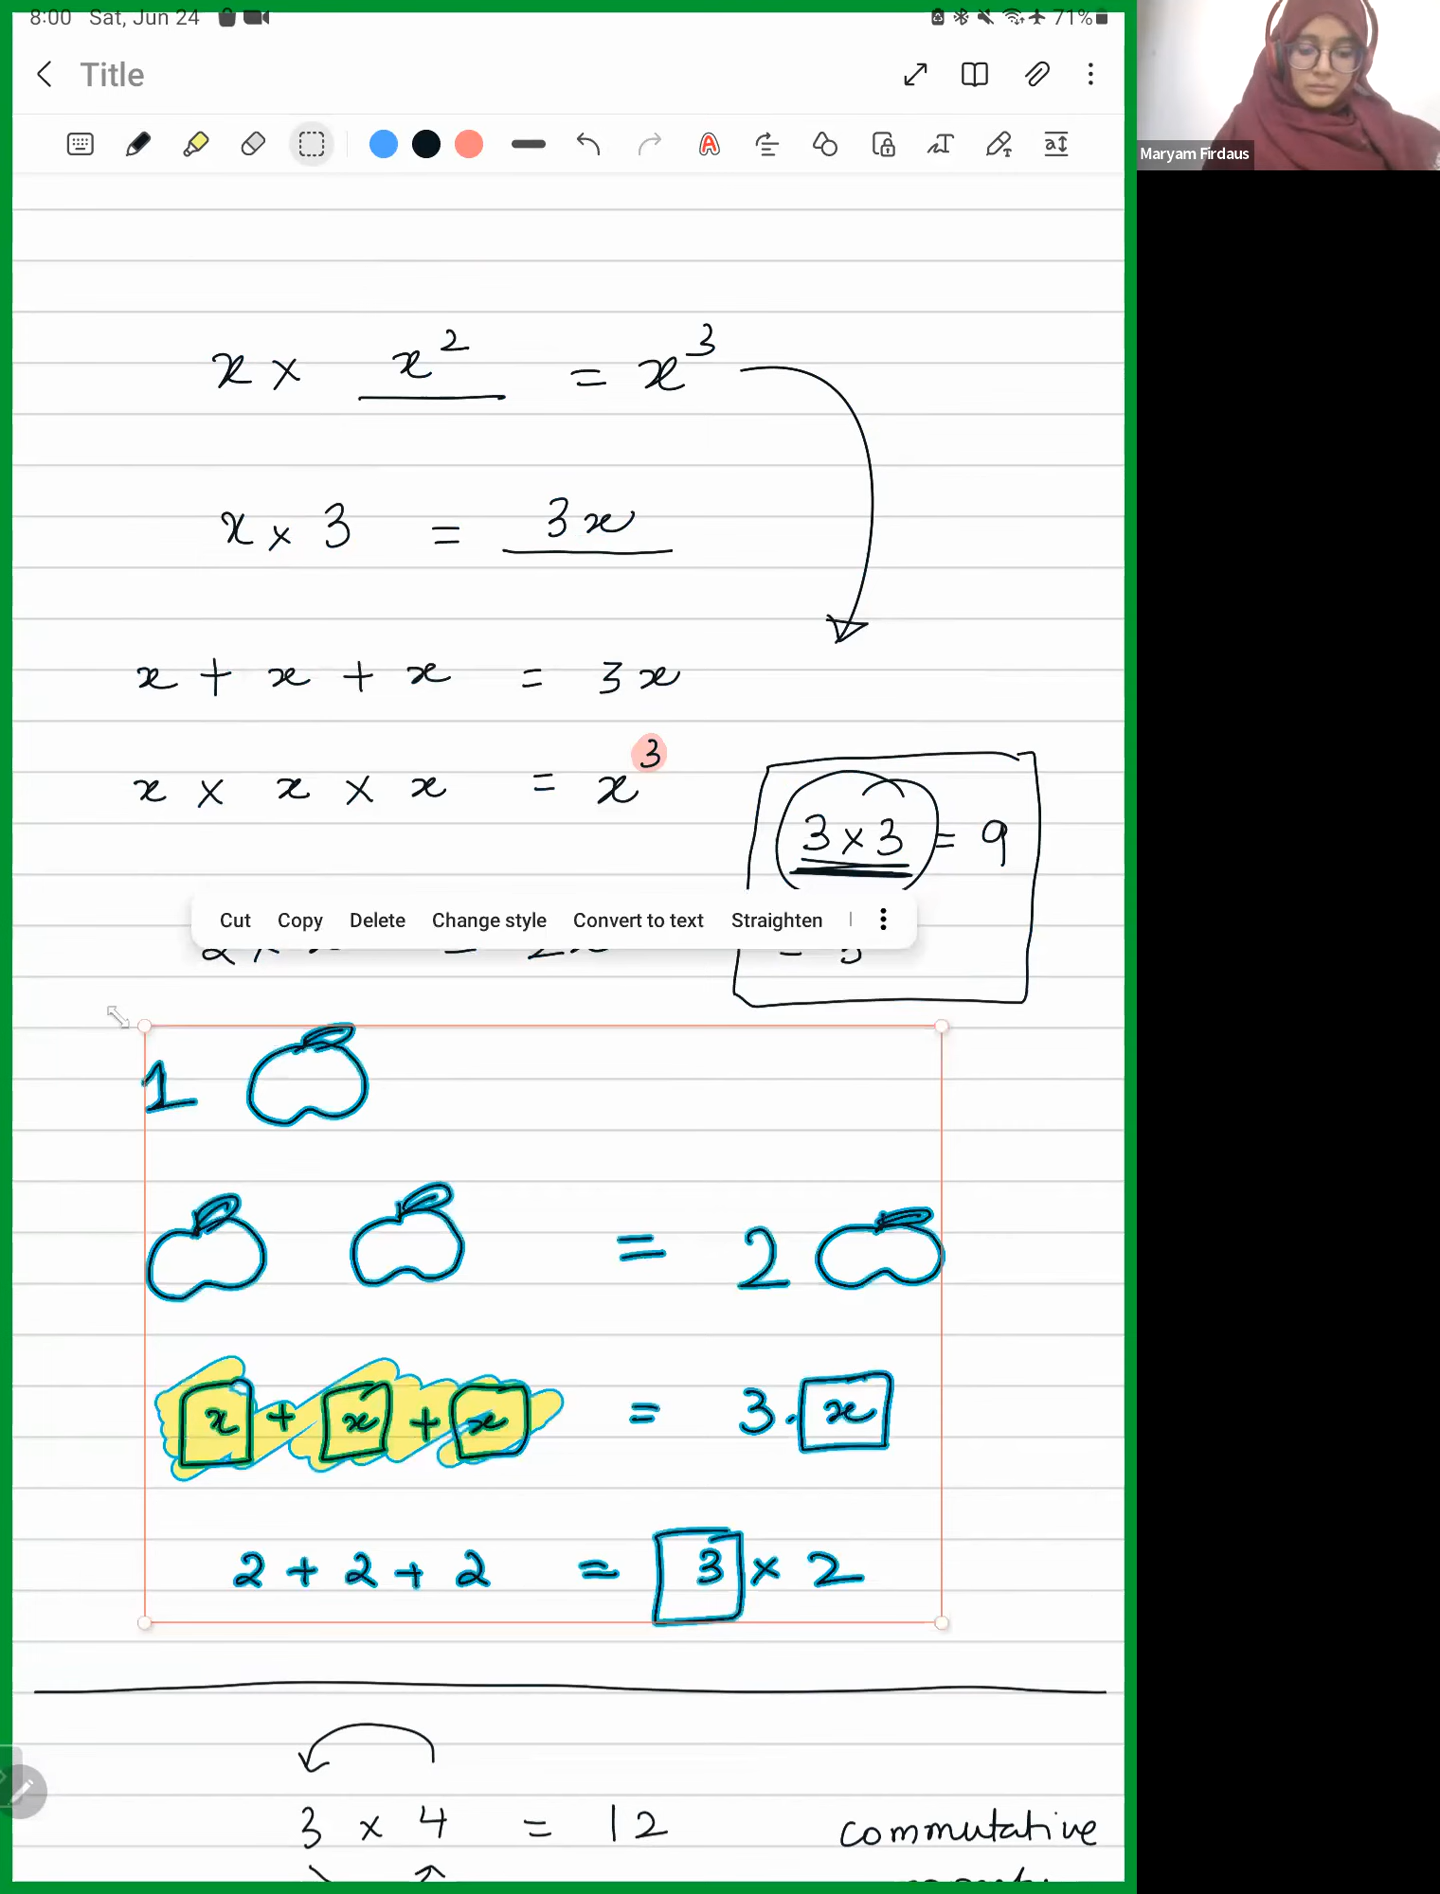 8:00 Sat, Jun 24
71%
Title
Maryam Firdaus
x × x² = x³
x × 3 = 3x
x + x + x = 3x
x × x × x = x³
3 × 3 = 9
Cut Copy Delete Change style Convert to text Straighten
1
= 2
x + x + x = 3 · x
2 + 2 + 2 = 3 × 2
3 × 4 = 12
commutative